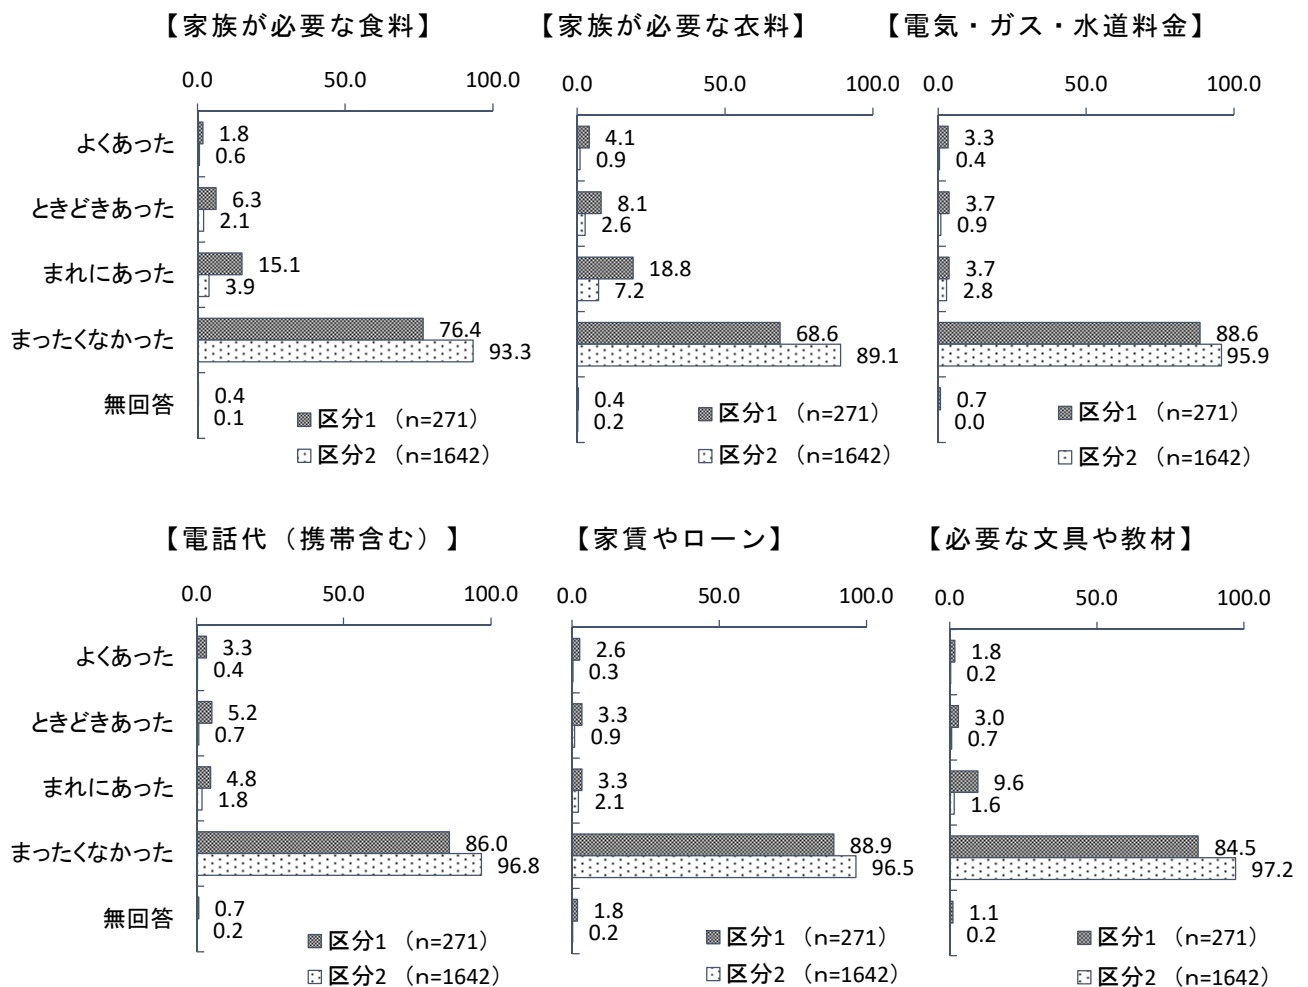 【家族が必要な食料】
0.0 50.0 100.0
よくあった 1.8
0.6
ときどきあった 6.3
2.1
まれにあった 15.1
3.9
まったくなかった 76.4
93.3
無回答 0.4
0.1
区分1 （n=271）
区分2 （n=1642）
【家族が必要な衣料】
0.0 50.0 100.0
4.1
0.9
8.1
2.6
18.8
7.2
68.6
89.1
0.4
0.2
区分1 （n=271）
区分2 （n=1642）
【電気・ガス・水道料金】
0.0 50.0 100.0
3.3
0.4
3.7
0.9
3.7
2.8
88.6
95.9
0.7
0.0
区分1 （n=271）
区分2 （n=1642）
【電話代（携帯含む）】
0.0 50.0 100.0
よくあった 3.3
0.4
ときどきあった 5.2
0.7
まれにあった 4.8
1.8
まったくなかった 86.0
96.8
無回答 0.7
0.2
区分1 （n=271）
区分2 （n=1642）
【家賃やローン】
0.0 50.0 100.0
2.6
0.3
3.3
0.9
3.3
2.1
88.9
96.5
1.8
0.2
区分1 （n=271）
区分2 （n=1642）
【必要な文具や教材】
0.0 50.0 100.0
1.8
0.2
3.0
0.7
9.6
1.6
84.5
97.2
1.1
0.2
区分1 （n=271）
区分2 （n=1642）